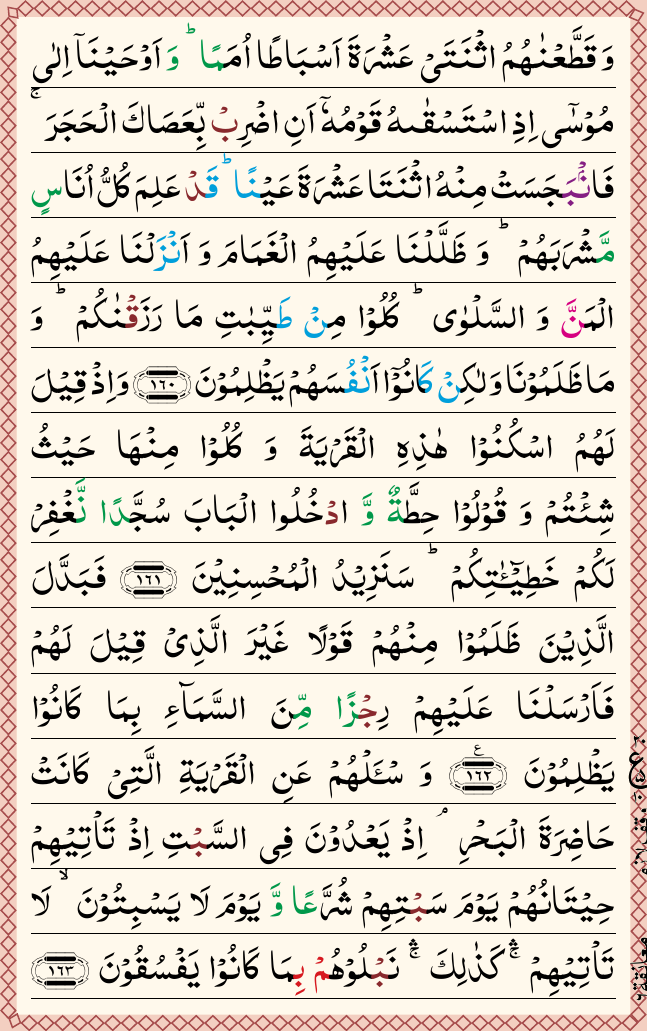 وَ قَطَّعْنٰهُمُ اثْنَتَیْ عَشْرَةَ اَسْبَاطًا اُمَمًا ؕ وَ اَوْحَیْنَاۤ اِلٰی
مُوْسٰۤی اِذِ اسْتَسْقٰىهُ قَوْمُهٗۤ اَنِ اضْرِبْ بِّعَصَاكَ الْحَجَرَ ۚ
فَانْۢبَجَسَتْ مِنْهُ اثْنَتَا عَشْرَةَ عَیْنًا ؕ قَدْ عَلِمَ كُلُّ اُنَاسٍ
مَّشْرَبَهُمْ ؕ وَ ظَلَّلْنَا عَلَیْهِمُ الْغَمَامَ وَ اَنْزَلْنَا عَلَیْهِمُ
الْمَنَّ وَ السَّلْوٰی ؕ كُلُوْا مِنْ طَیِّبٰتِ مَا رَزَقْنٰكُمْ ؕ وَ
مَا ظَلَمُوْنَا وَ لٰكِنْ كَانُوْۤا اَنْفُسَهُمْ یَظْلِمُوْنَ ﴿۱۶۰﴾ وَ اِذْ قِیْلَ
لَهُمُ اسْكُنُوْا هٰذِهِ الْقَرْیَةَ وَ كُلُوْا مِنْهَا حَیْثُ
شِئْتُمْ وَ قُوْلُوْا حِطَّةٌ وَّ ادْخُلُوا الْبَابَ سُجَّدًا نَّغْفِرْ
لَكُمْ خَطِیْٓـٰٔتِكُمْ ؕ سَنَزِیْدُ الْمُحْسِنِیْنَ ﴿۱۶۱﴾ فَبَدَّلَ
الَّذِیْنَ ظَلَمُوْا مِنْهُمْ قَوْلًا غَیْرَ الَّذِیْ قِیْلَ لَهُمْ
فَاَرْسَلْنَا عَلَیْهِمْ رِجْزًا مِّنَ السَّمَآءِ بِمَا كَانُوْا
یَظْلِمُوْنَ ﴿۱۶۲﴾ ع وَ سْـَٔلْهُمْ عَنِ الْقَرْیَةِ الَّتِیْ كَانَتْ
حَاضِرَةَ الْبَحْرِ ۘ اِذْ یَعْدُوْنَ فِی السَّبْتِ اِذْ تَاْتِیْهِمْ
حِیْتَانُهُمْ یَوْمَ سَبْتِهِمْ شُرَّعًا وَّ یَوْمَ لَا یَسْبِتُوْنَ ۙ لَا
تَاْتِیْهِمْ ۛۚ كَذٰلِكَ ۛۚ نَبْلُوْهُمْ بِمَا كَانُوْا یَفْسُقُوْنَ ﴿۱۶۳﴾